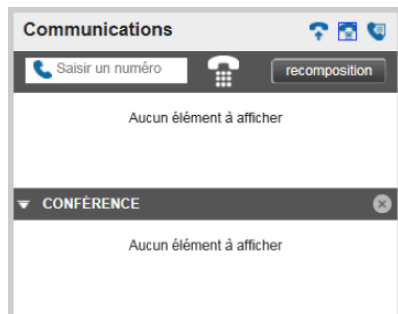 Communications
Saisir un numéro
recomposition
Aucun élément à afficher
CONFÉRENCE
Aucun élément à afficher